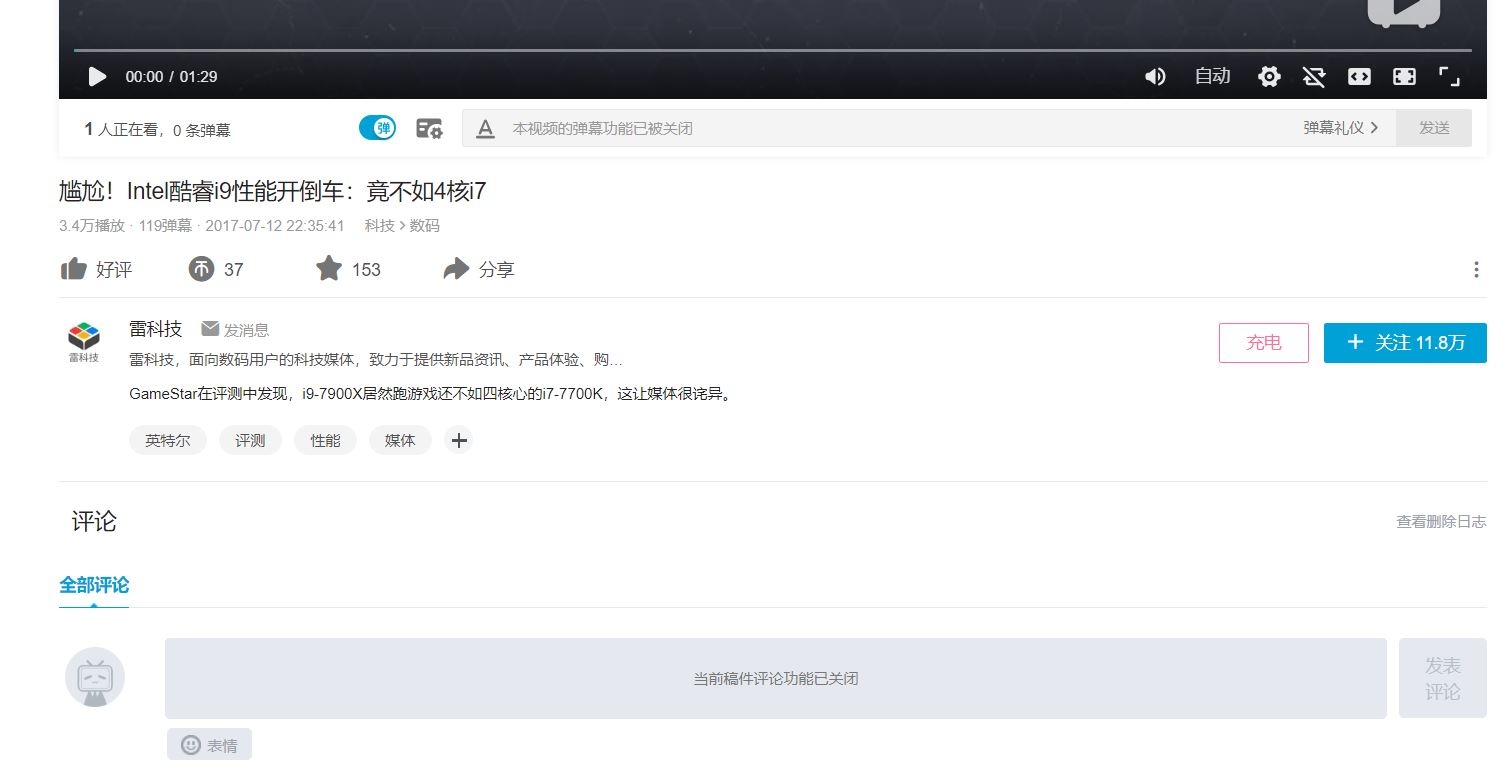 00:00 / 01:29
自动
1 人正在看，0 条弹幕
弹
本视频的弹幕功能已被关闭
弹幕礼仪
发送
尴尬！Intel酷睿i9性能开倒车：竟不如4核i7
3.4万播放 · 119弹幕 · 2017-07-12 22:35:41 科技 > 数码
好评
37
153
分享
雷科技
雷科技 发消息
充电
+ 关注 11.8万
雷科技，面向数码用户的科技媒体，致力于提供新品资讯、产品体验、购…
GameStar在评测中发现，i9-7900X居然跑游戏还不如四核心的i7-7700K，这让媒体很诧异。
英特尔 评测 性能 媒体
评论
查看删除日志
全部评论
当前稿件评论功能已关闭
发表
评论
表情